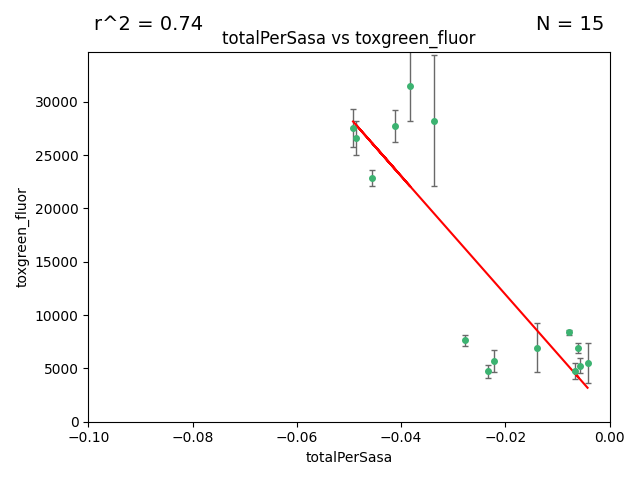 r^2 = 0.74
N = 15
totalPerSasa vs toxgreen_fluor
toxgreen_fluor
30000
25000
20000
15000
10000
5000
0
−0.10
−0.08
−0.06
−0.04
−0.02
0.00
totalPerSasa